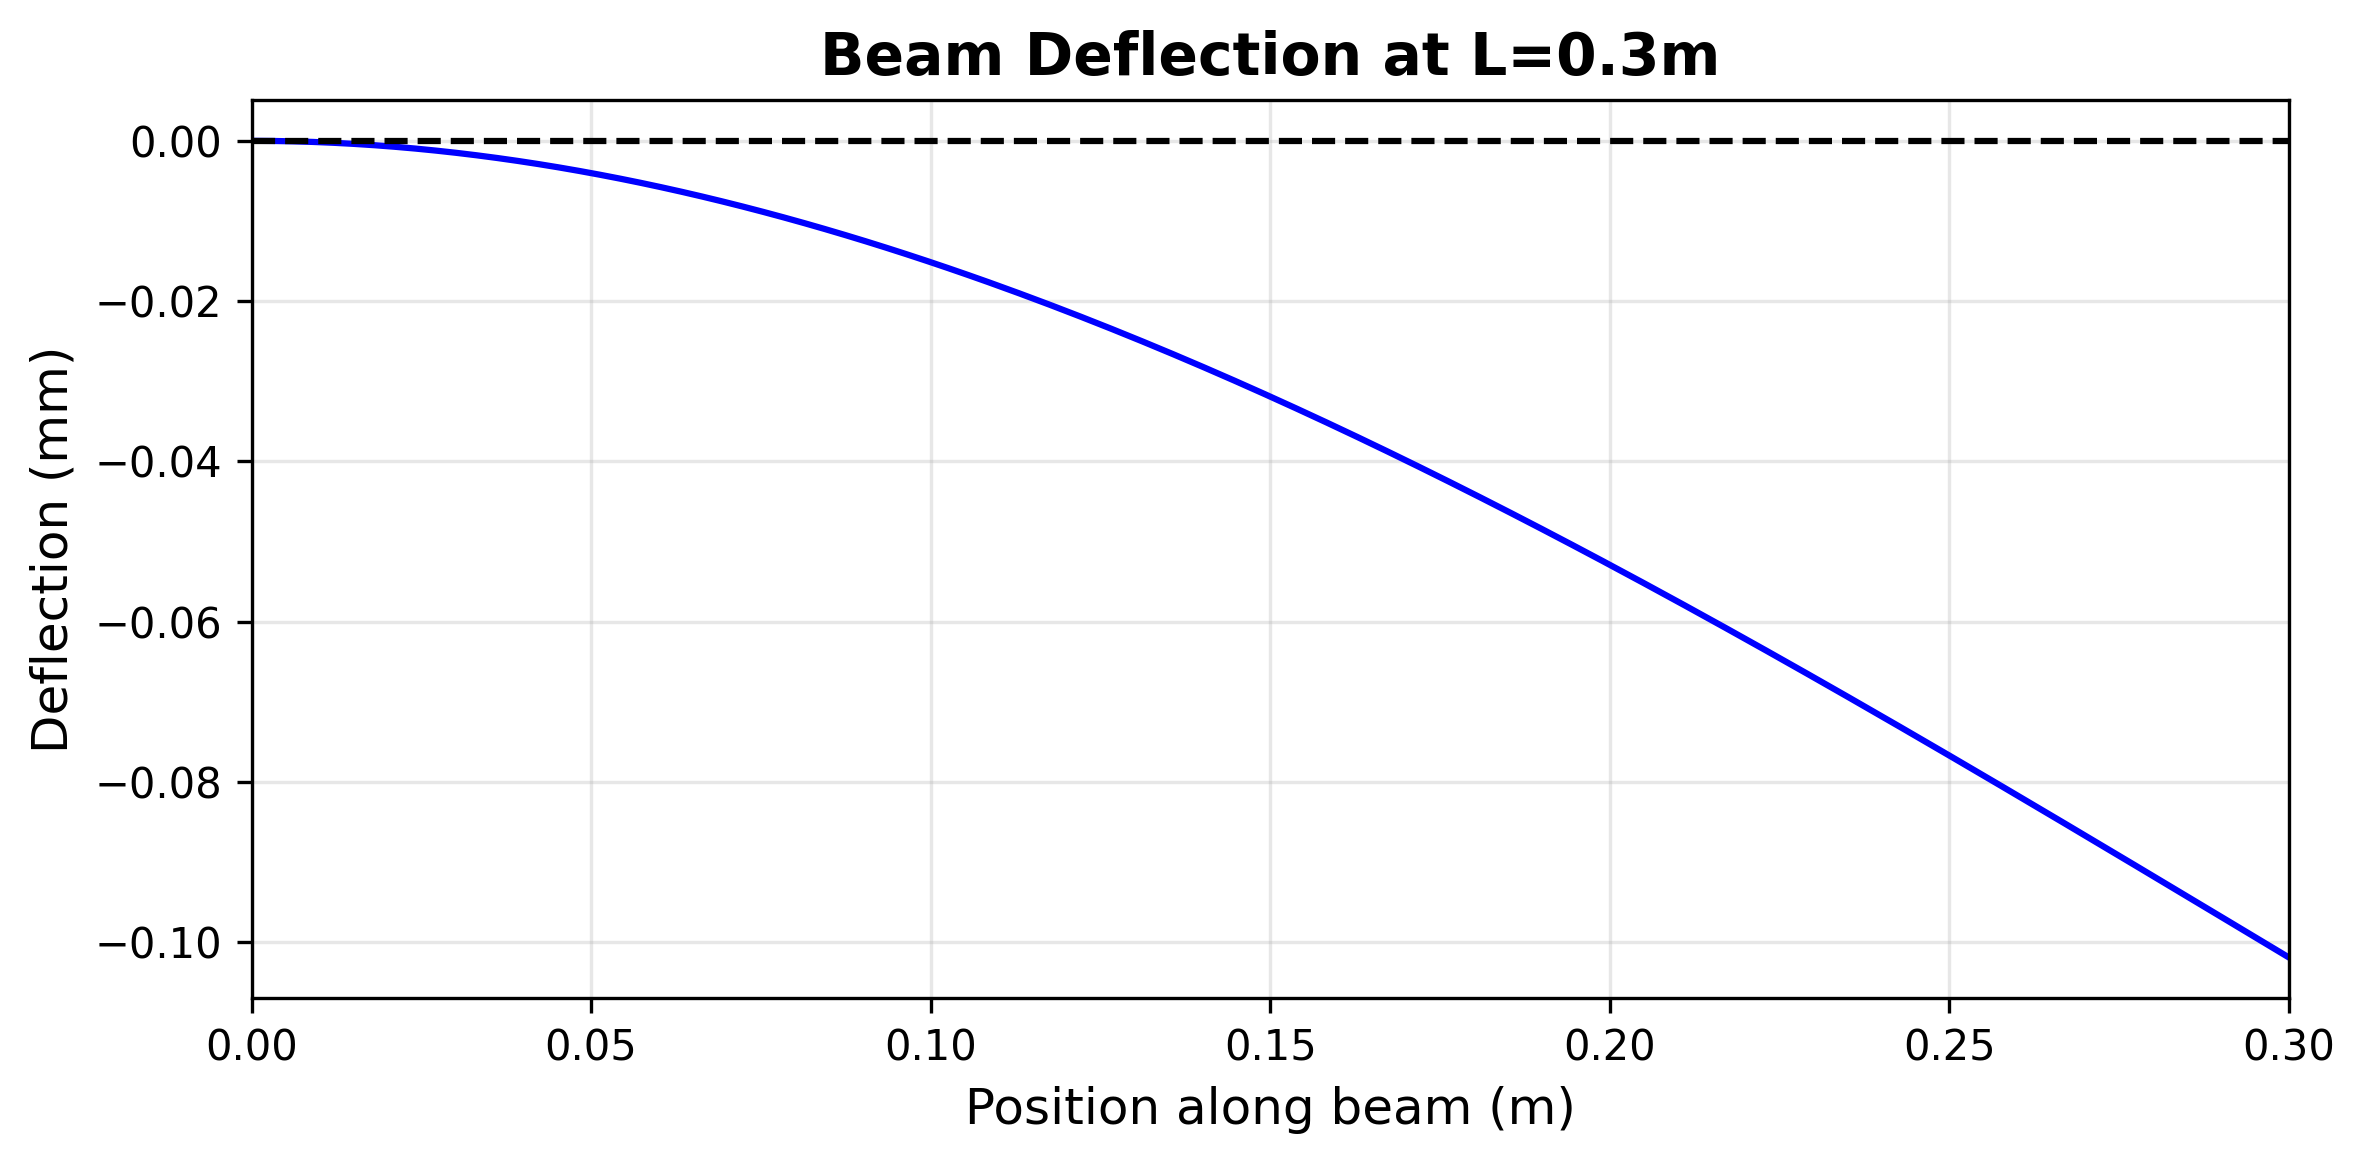 Beam Deflection at L=0.3m
Deflection (mm)
0.00
−0.02
−0.04
−0.06
−0.08
−0.10
0.00 0.05 0.10 0.15 0.20 0.25 0.30
Position along beam (m)